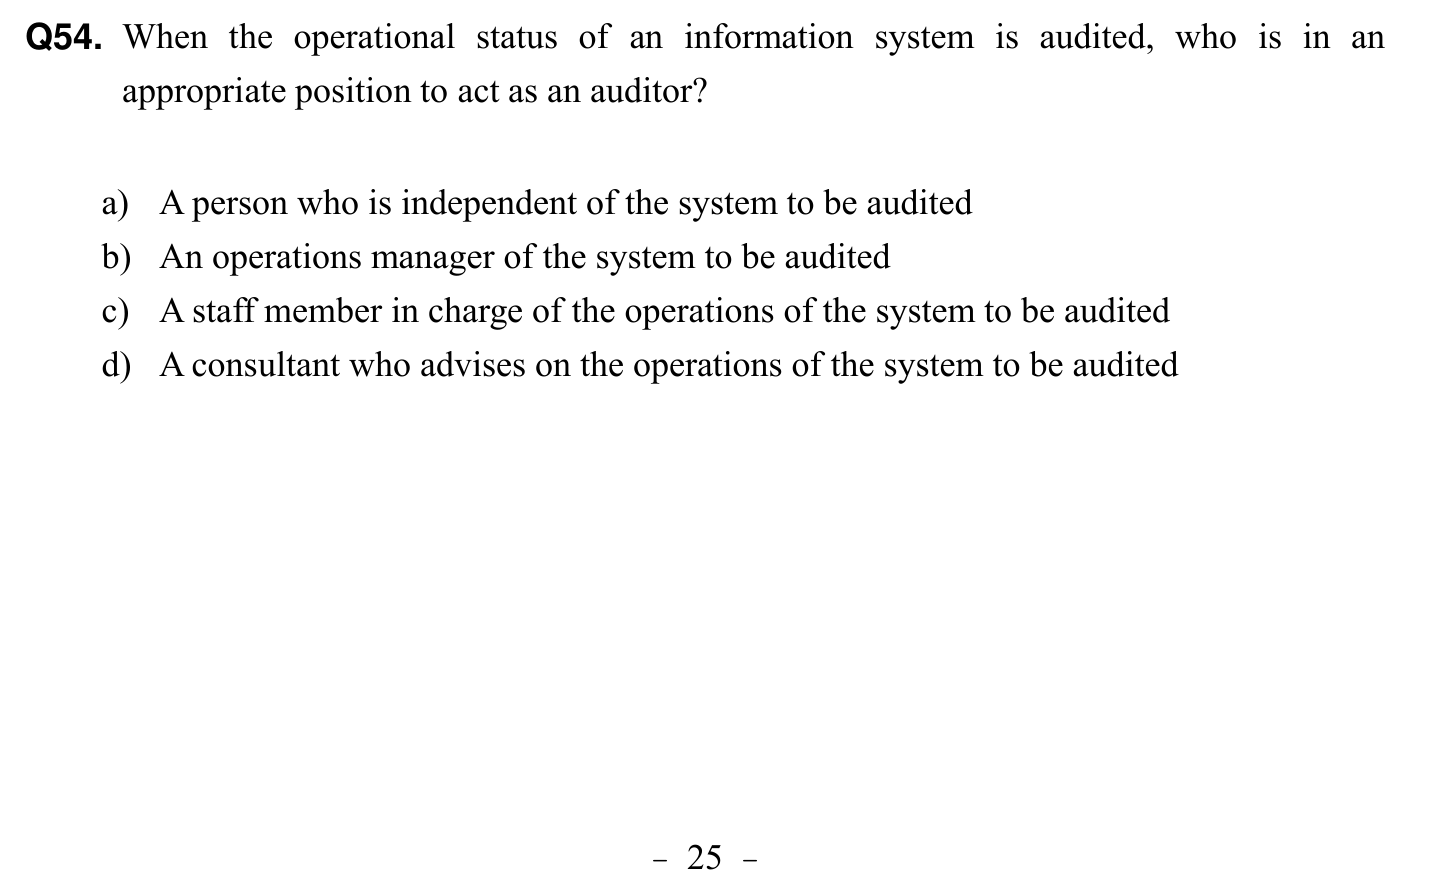 Q54. When the operational status of an information system is audited, who is in an
appropriate position to act as an auditor?
a) A person who is independent of the system to be audited
b) An operations manager of the system to be audited
c) A staff member in charge of the operations of the system to be audited
d) A consultant who advises on the operations of the system to be audited
– 25 –